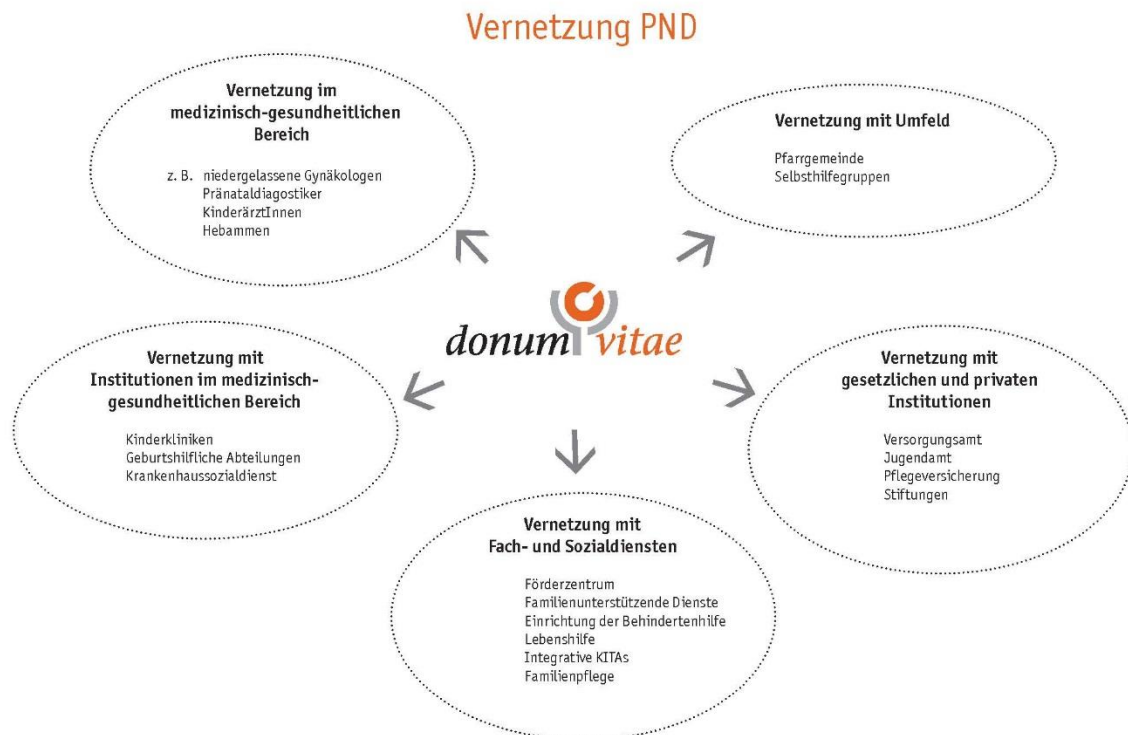 Vernetzung PND
Vernetzung im
medizinisch-gesundheitlichen
Bereich
z. B. niedergelassene Gynäkologen
Pränataldiagostiker
KinderärztInnen
Hebammen
Vernetzung mit Umfeld
Pfarrgemeinde
Selbsthilfegruppen
donum vitae
Vernetzung mit
Institutionen im medizinisch-
gesundheitlichen Bereich
Kinderkliniken
Geburtshilfliche Abteilungen
Krankenhaussozialdienst
Vernetzung mit
gesetzlichen und privaten
Institutionen
Versorgungsamt
Jugendamt
Pflegeversicherung
Stiftungen
Vernetzung mit
Fach- und Sozialdiensten
Förderzentrum
Familienunterstützende Dienste
Einrichtung der Behindertenhilfe
Lebenshilfe
Integrative KITAs
Familienpflege